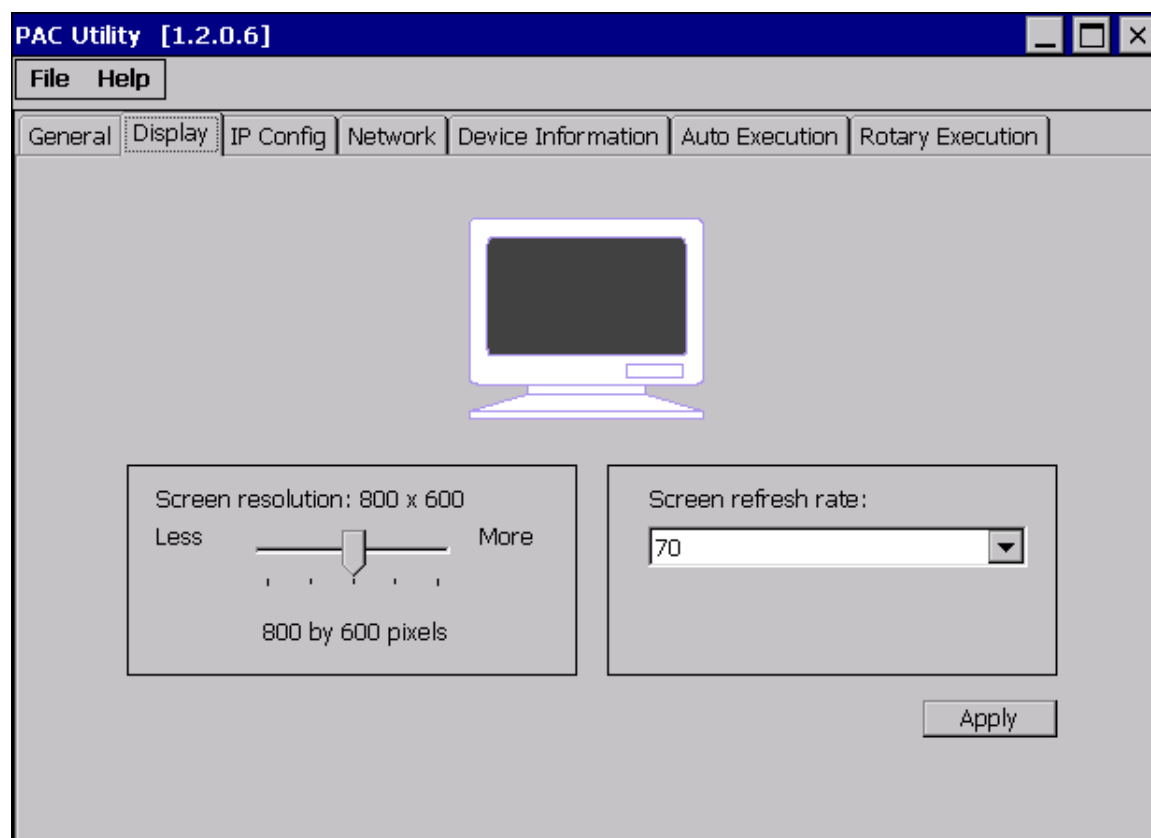 PAC Utility [1.2.0.6]
File Help
General Display IP Config Network Device Information Auto Execution Rotary Execution
Screen resolution: 800 x 600
Less More
800 by 600 pixels
Screen refresh rate:
70
Apply